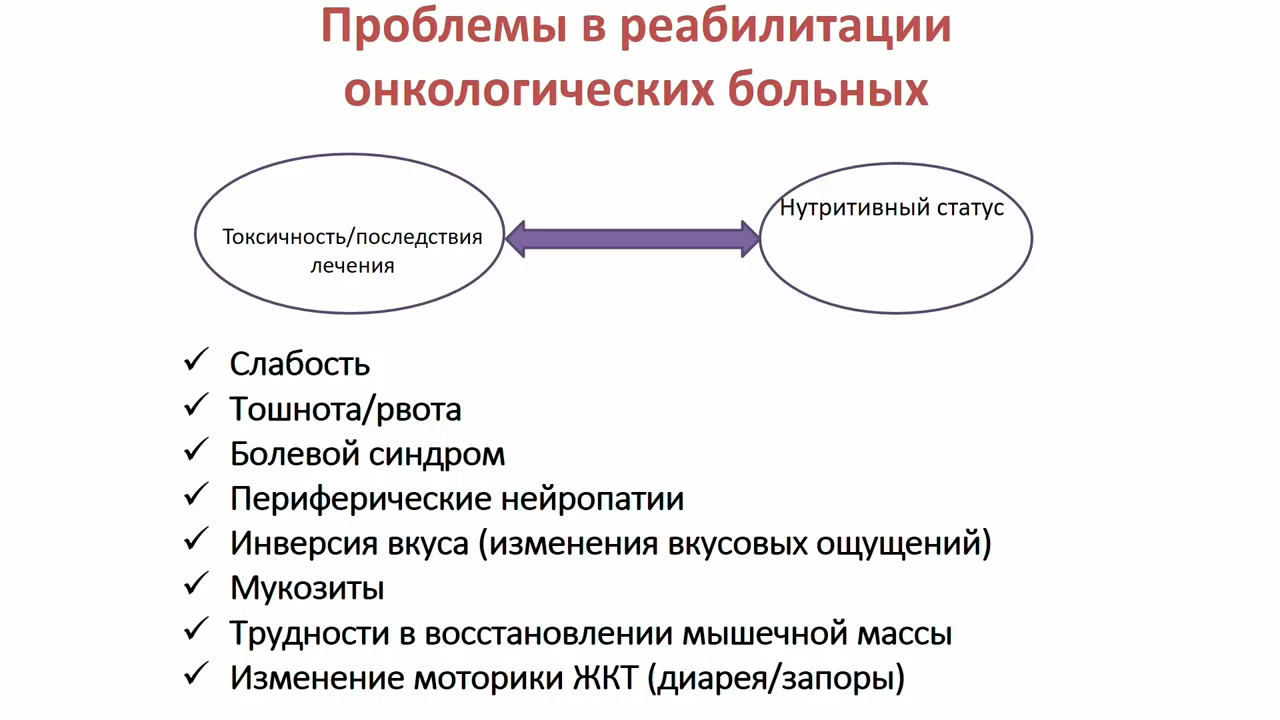 Проблемы в реабилитации
онкологических больных
Токсичность/последствия
лечения
Нутритивный статус
Слабость
Тошнота/рвота
Болевой синдром
Периферические нейропатии
Инверсия вкуса (изменения вкусовых ощущений)
Мукозиты
Трудности в восстановлении мышечной массы
Изменение моторики ЖКТ (диарея/запоры)